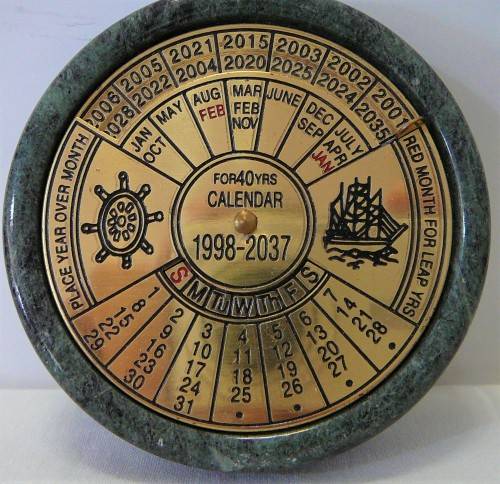 2006 2005 2021 2015 2003 2002
2028 2022 2004 2020 2025 2024 2035
JAN
OCT
MAY
AUG
FEB
MAR
FEB
NOV
JUNE
DEC
SEP
JULY
APR
JAN
PLACE YEAR OVER MONTH
RED MONTH FOR LEAP YRS
FOR 40 YRS
CALENDAR
1998-2037
S M T W TH F S
1 2 3 4 5 6 7
8 9 10 11 12 13 14
15 16 17 18 19 20 21
22 23 24 25 26 27 28
29 30 31